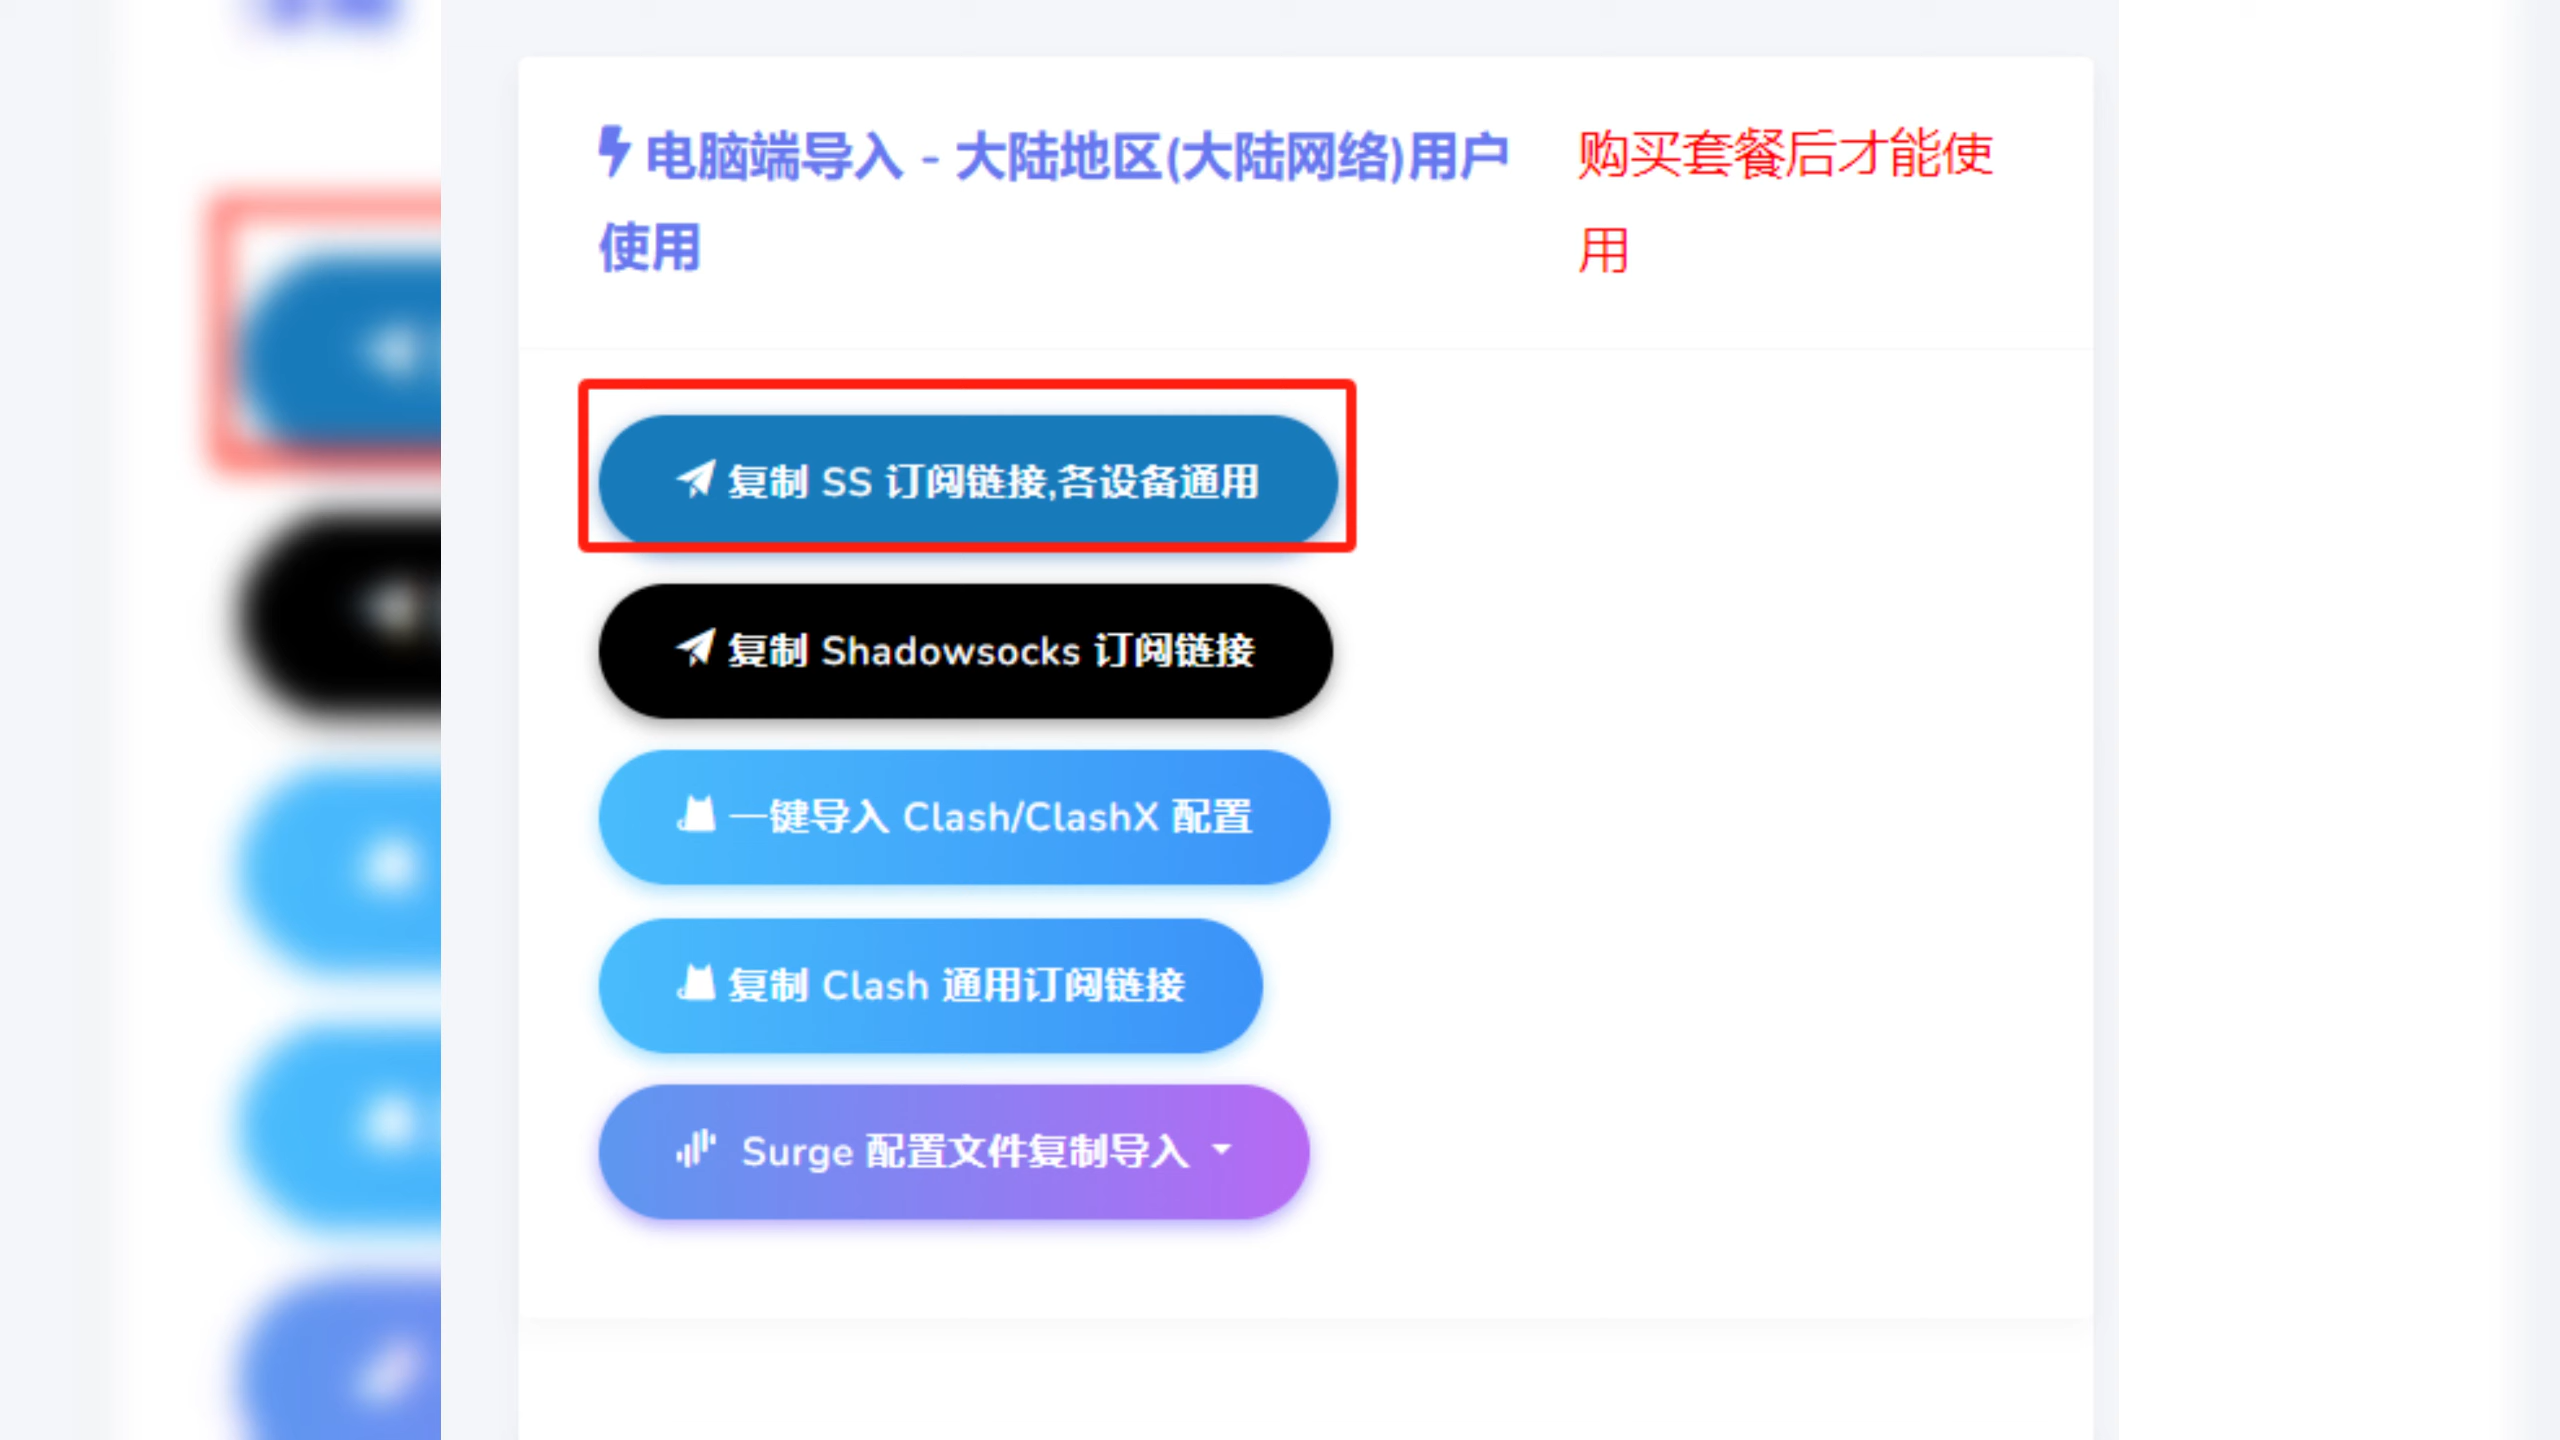 电脑端导入 - 大陆地区(大陆网络)用户
使用
购买套餐后才能使
用
复制 SS 订阅链接,各设备通用
复制 Shadowsocks 订阅链接
一键导入 Clash/ClashX 配置
复制 Clash 通用订阅链接
Surge 配置文件复制导入